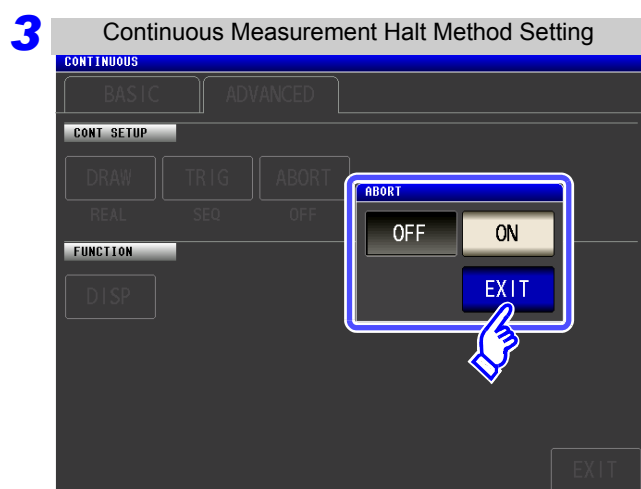 3 Continuous Measurement Halt Method Setting
CONTINUOUS
BASIC ADVANCED
CONT SETUP
DRAW TRIG ABORT
REAL SEQ OFF
ABORT
OFF ON
EXIT
FUNCTION
DISP
EXIT